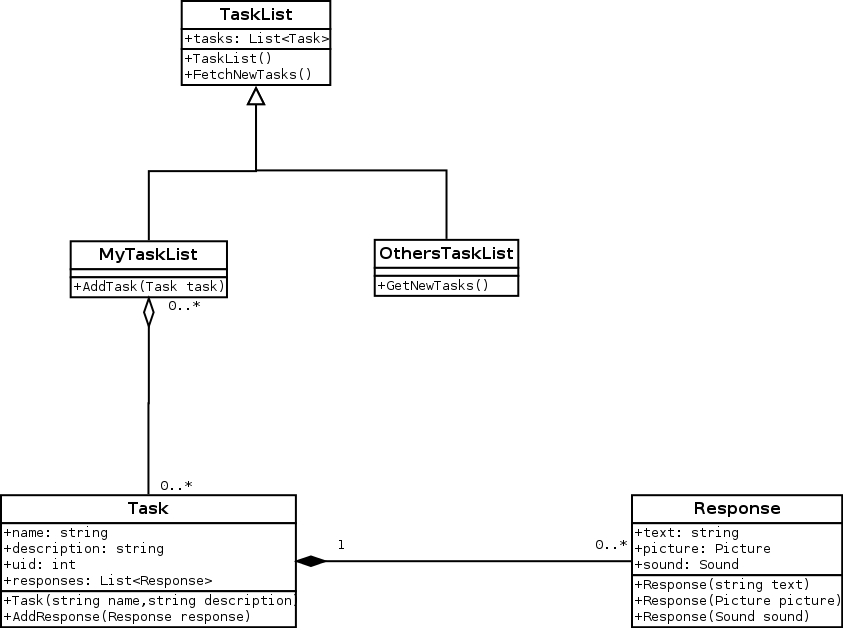 TaskList
+tasks: List<Task>
+TaskList()
+FetchNewTasks()
MyTaskList
+AddTask(Task task)
OthersTaskList
+GetNewTasks()
0..*
0..*
Task
+name: string
+description: string
+uid: int
+responses: List<Response>
+Task(string name,string description)
+AddResponse(Response response)
1
0..*
Response
+text: string
+picture: Picture
+sound: Sound
+Response(string text)
+Response(Picture picture)
+Response(Sound sound)